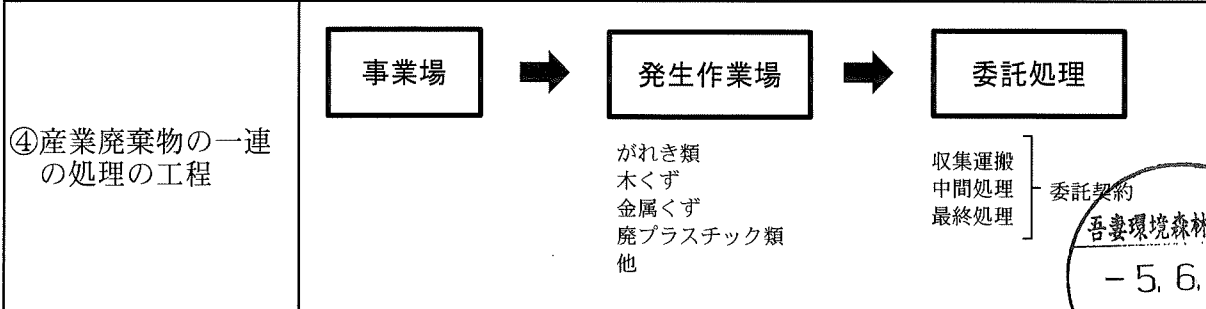 ④産業廃棄物の一連
の処理の工程
事業場 ➡ 発生作業場 ➡ 委託処理
がれき類
木くず
金属くず
廃プラスチック類
他
収集運搬
中間処理
最終処理
委託契約
吾妻環境森林
-5.6.